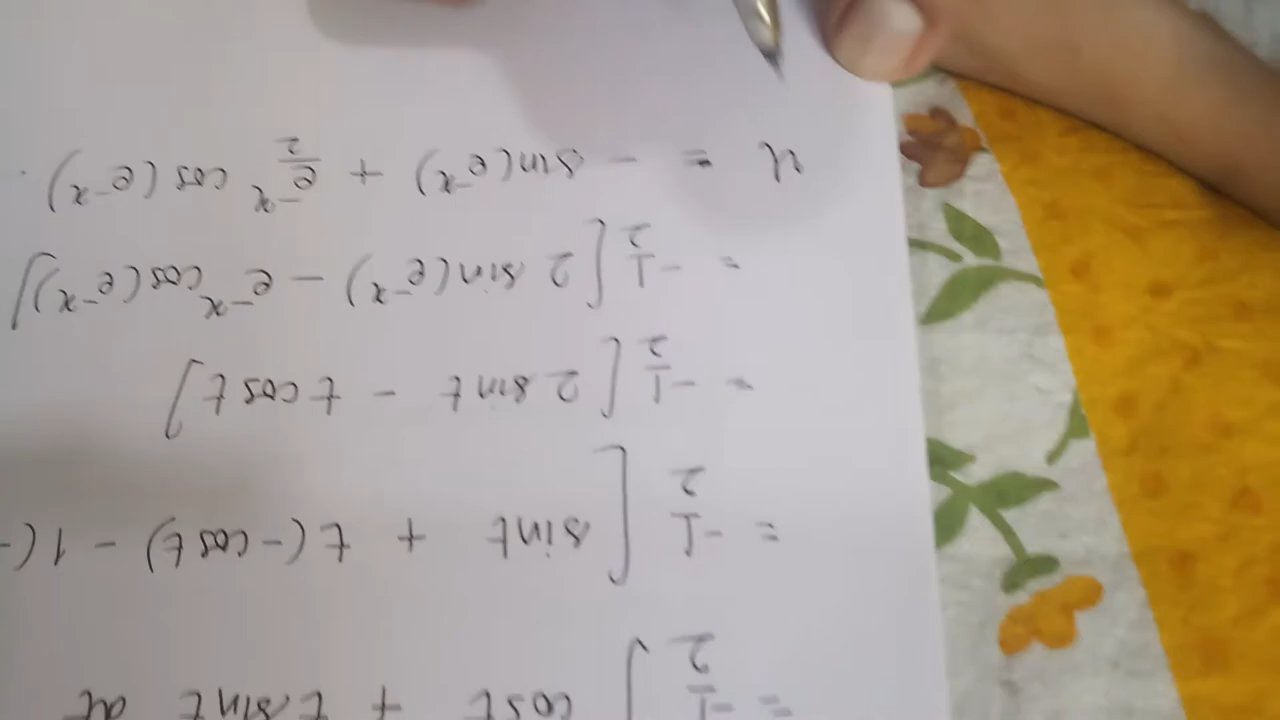 = -1/2 ∫ cost + t.sint dt
= -1/2 [ sint + t(-cost) - 1(-
= -1/2 [ 2 sint - t cost ]
= -1/2 [ 2 sin(e^-x) - e^-x cos(e^-x) ]
u = - sin(e^-x) + e^-x/2 cos(e^-x).